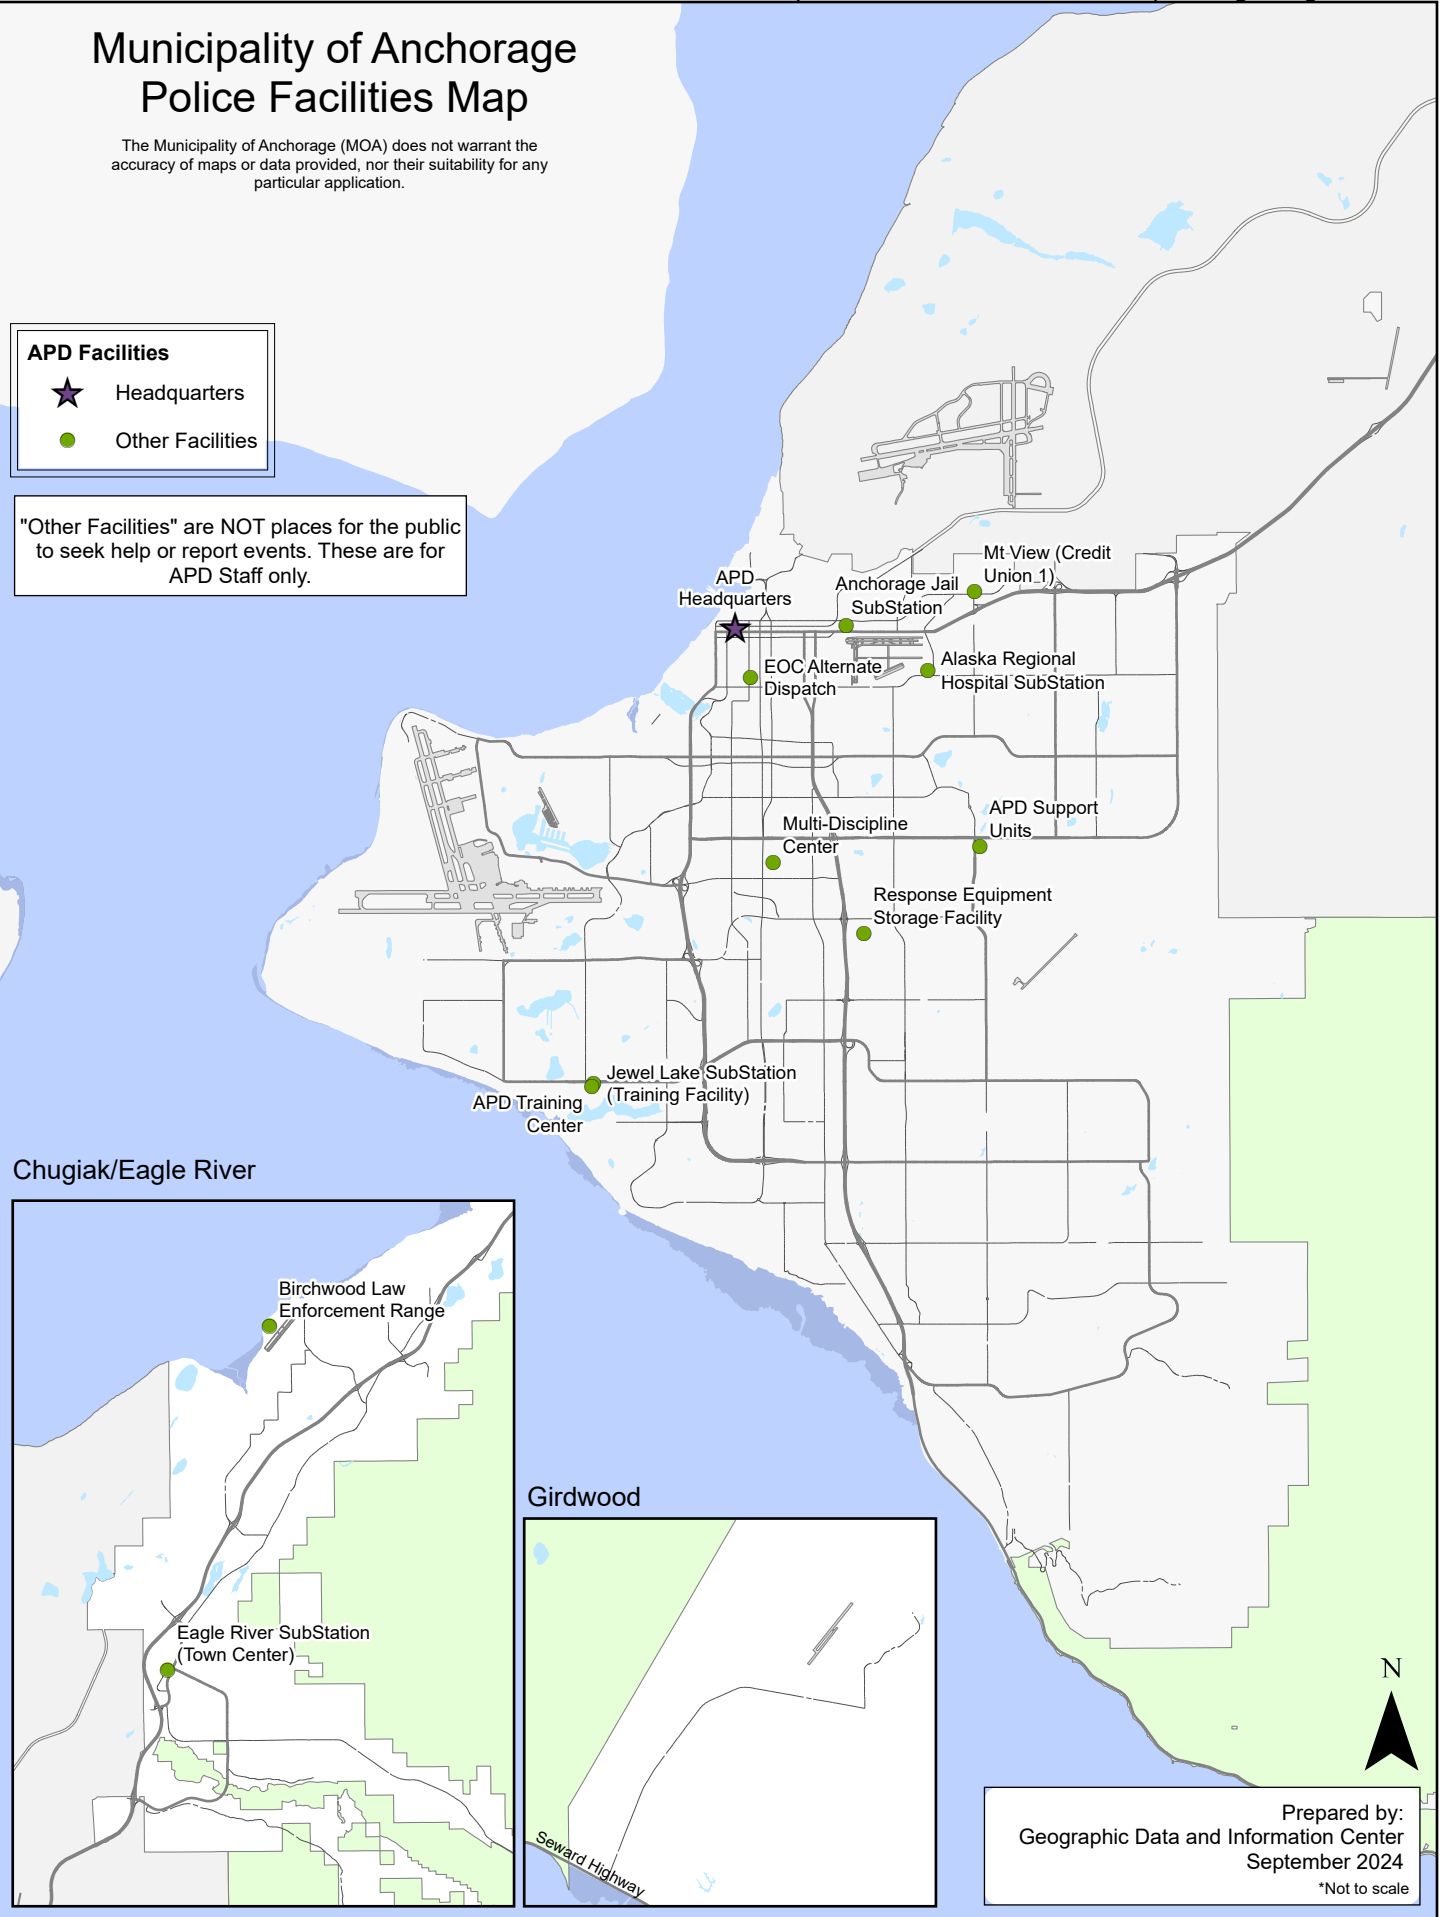 Municipality of Anchorage
Police Facilities Map
The Municipality of Anchorage (MOA) does not warrant the
accuracy of maps or data provided, nor their suitability for any
particular application.
APD Facilities
Headquarters
Other Facilities
"Other Facilities" are NOT places for the public
to seek help or report events. These are for
APD Staff only.
Mt View (Credit
Union 1)
APD
Headquarters
Anchorage Jail
SubStation
EOC Alternate
Dispatch
Alaska Regional
Hospital SubStation
APD Support
Units
Multi-Discipline
Center
Response Equipment
Storage Facility
Jewel Lake SubStation
(Training Facility)
APD Training
Center
Chugiak/Eagle River
Birchwood Law
Enforcement Range
Eagle River SubStation
(Town Center)
Girdwood
Seward Highway
N
Prepared by:
Geographic Data and Information Center
September 2024
*Not to scale